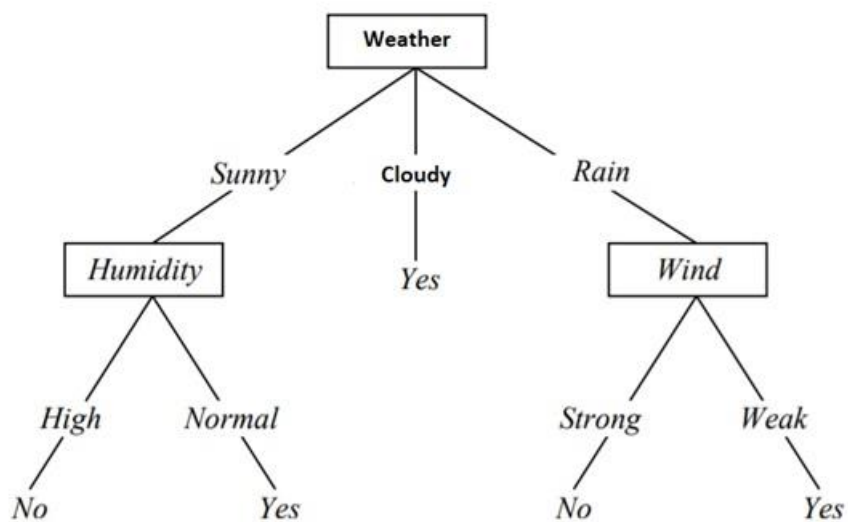 Weather
Sunny Cloudy Rain
Humidity Yes Wind
High Normal Strong Weak
No Yes No Yes